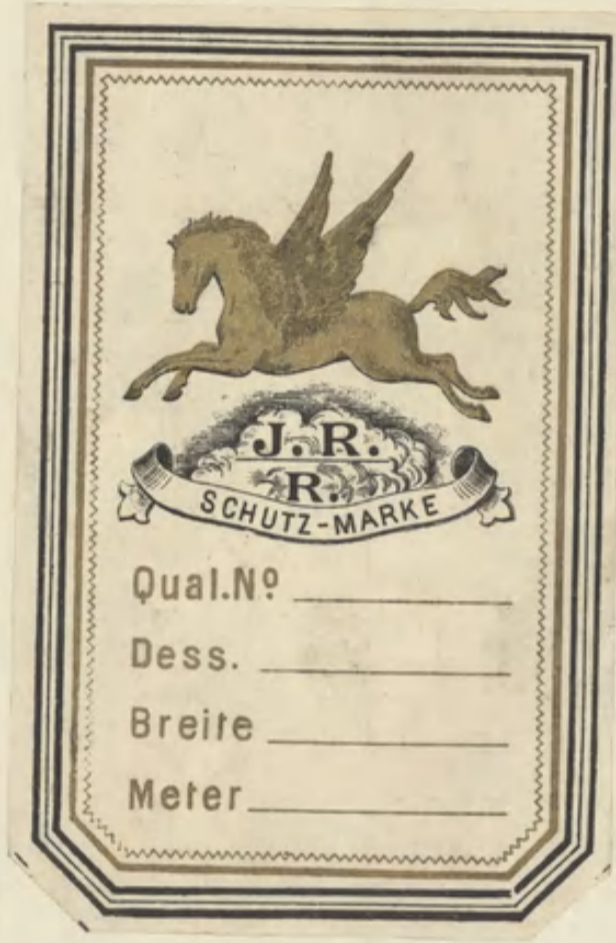 J. R.
R.
SCHUTZ-MARKE
Qual.Nº
Dess.
Breite
Meter